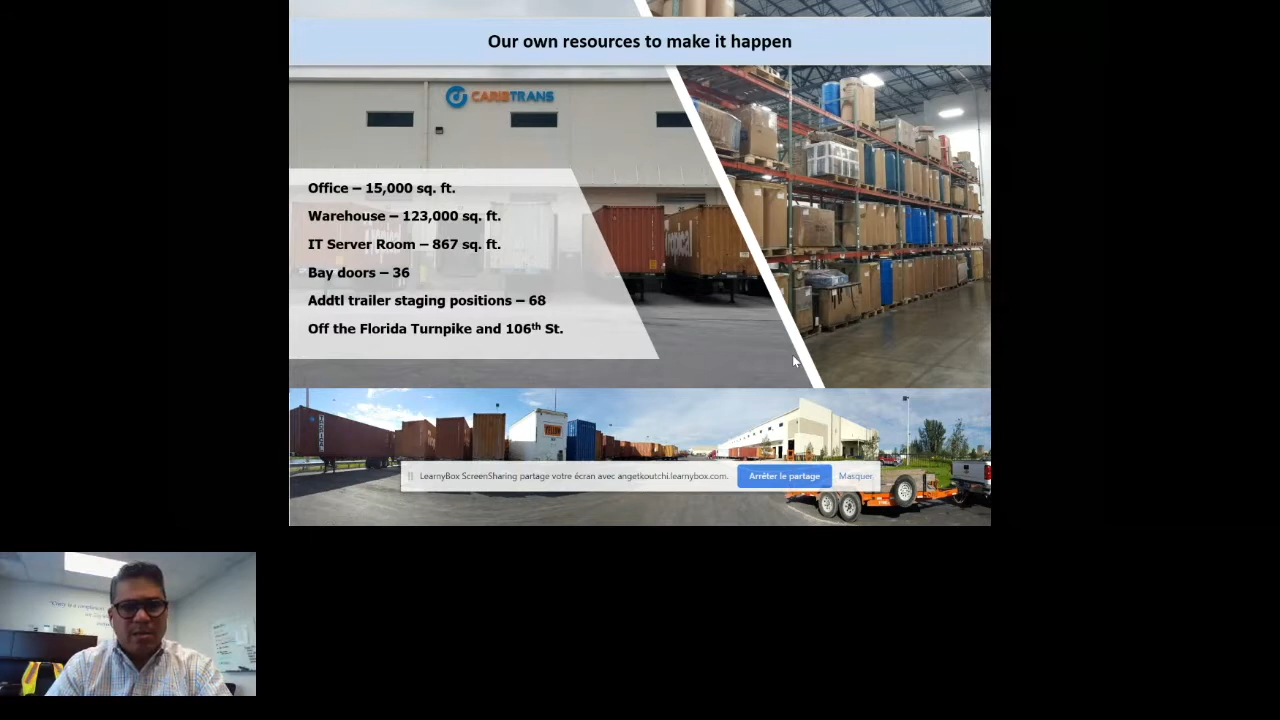 Our own resources to make it happen
CARIBTRANS
Office – 15,000 sq. ft.
Warehouse – 123,000 sq. ft.
IT Server Room – 867 sq. ft.
Bay doors – 36
Addtl trailer staging positions – 68
Off the Florida Turnpike and 106th St.
Tropical
LearnyBox ScreenSharing partage votre écran avec angetkoutchi.learnybox.com.
Arrêter le partage
Masquer